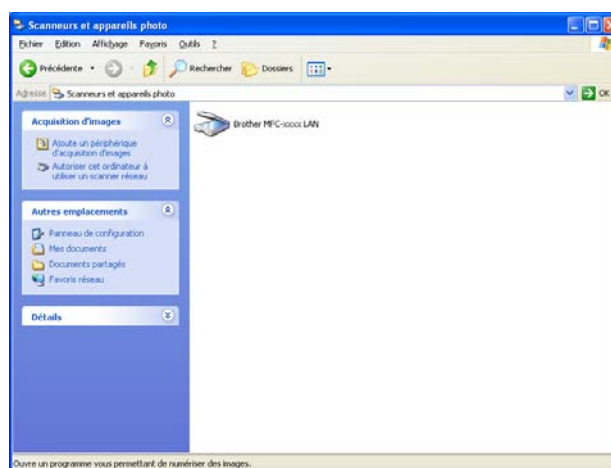 Scanneurs et appareils photo
Fichier Edition Affichage Favoris Outils ?
Précédente Rechercher Dossiers
Adresse Scanneurs et appareils photo OK
Acquisition d'images
Ajoute un périphérique
d'acquisition d'images
Autoriser cet ordinateur à
utiliser un scanner réseau
Autres emplacements
Panneau de configuration
Mes documents
Documents partagés
Favoris réseau
Détails
Brother MFC-xxxx LAN
Ouvre un programme vous permettant de numériser des images.